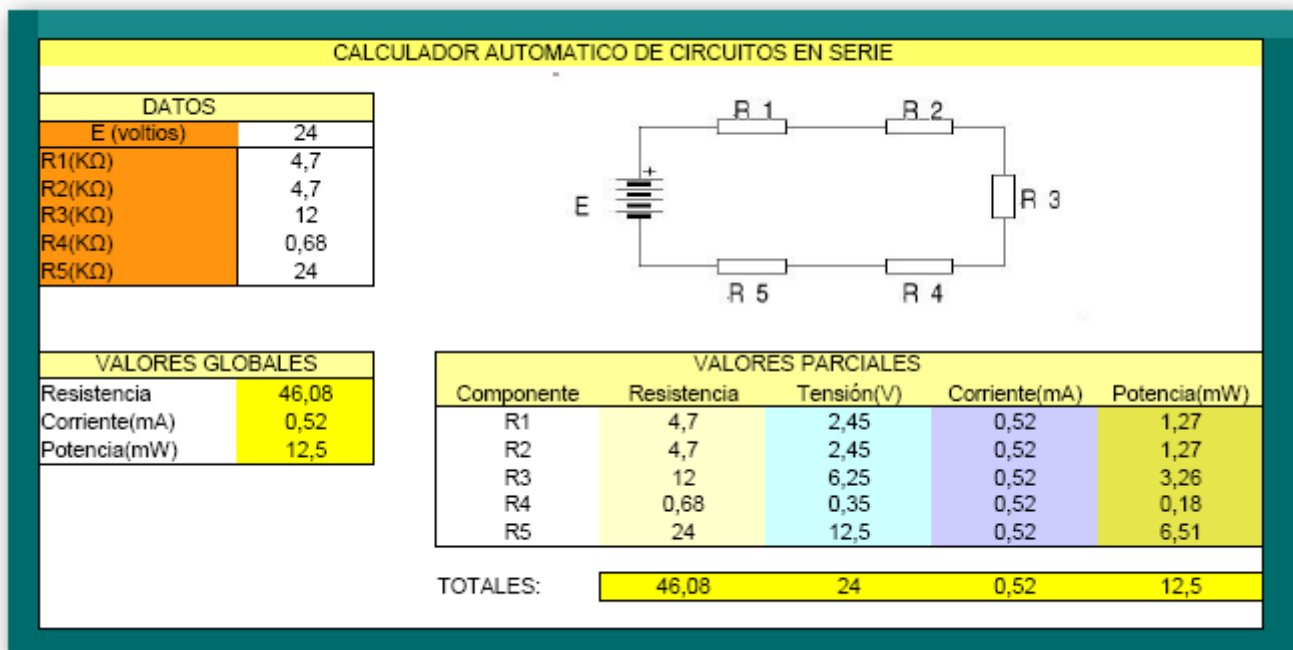 CALCULADOR AUTOMATICO DE CIRCUITOS EN SERIE
DATOS
E (voltios) 24
R1(KΩ) 4,7
R2(KΩ) 4,7
R3(KΩ) 12
R4(KΩ) 0,68
R5(KΩ) 24
R 1 R 2
+
E
R 3
R 5 R 4
VALORES GLOBALES
Resistencia 46,08
Corriente(mA) 0,52
Potencia(mW) 12,5
VALORES PARCIALES
Componente Resistencia Tensión(V) Corriente(mA) Potencia(mW)
R1 4,7 2,45 0,52 1,27
R2 4,7 2,45 0,52 1,27
R3 12 6,25 0,52 3,26
R4 0,68 0,35 0,52 0,18
R5 24 12,5 0,52 6,51
TOTALES: 46,08 24 0,52 12,5